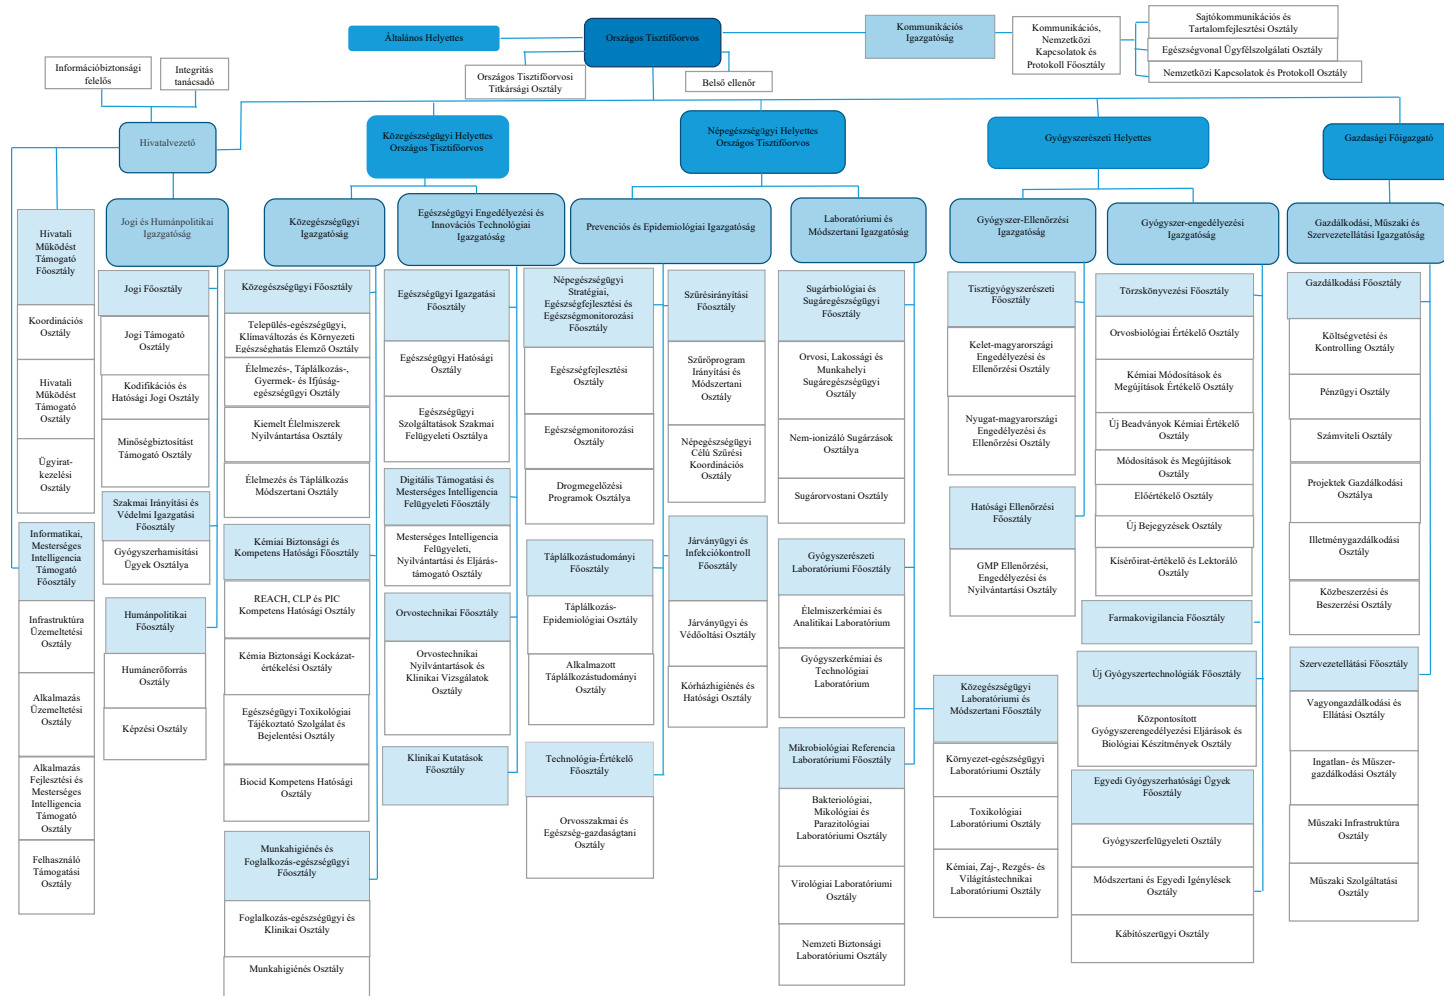 Általános Helyettes
Országos Tisztifőorvos
Kommunikációs
Igazgatóság
Kommunikációs,
Nemzetközi
Kapcsolatok és
Protokoll Főosztály
Sajtókommunikációs és
Tartalomfejlesztési Osztály
Egészségvonal Ügyfélszolgálati Osztály
Nemzetközi Kapcsolatok és Protokoll Osztály
Országos Tisztifőorvosi
Titkársági Osztály
Belső ellenőr
Információbiztonsági
felelős
Integritás
tanácsadó
Hivatalvezető
Közegészségügyi Helyettes
Országos Tisztifőorvos
Népegészségügyi Helyettes
Országos Tisztifőorvos
Gyógyszerészeti Helyettes
Gazdasági Főigazgató
Hivatali
Működést
Támogató
Főosztály
Koordinációs
Osztály
Hivatali
Működést
Támogató
Osztály
Ügyirat-
kezelési
Osztály
Informatikai,
Mesterséges
Intelligencia
Támogató
Főosztály
Infrastruktúra
Üzemeltetési
Osztály
Alkalmazás
Üzemeltetési
Osztály
Alkalmazás
Fejlesztési és
Mesterséges
Intelligencia
Támogató
Osztály
Felhasználó
Támogatási
Osztály
Jogi és Humánpolitikai
Igazgatóság
Jogi Főosztály
Jogi Támogató
Osztály
Kodifikációs és
Hatósági Jogi Osztály
Minőségbiztosítást
Támogató Osztály
Szakmai Irányítási és
Védelmi Igazgatási
Főosztály
Gyógyszerhamisítási
Ügyek Osztálya
Humánpolitikai
Főosztály
Humánerőforrás
Osztály
Képzési Osztály
Közegészségügyi
Igazgatóság
Közegészségügyi Főosztály
Település-egészségügyi,
Klímaváltozás és Környezeti
Egészséghatás Elemző Osztály
Élelmezés-, Táplálkozás-,
Gyermek- és Ifjúság-
egészségügyi Osztály
Kiemelt Élelmiszerek
Nyilvántartása Osztály
Élelmezés és Táplálkozás
Módszertani Osztály
Kémiai Biztonsági és
Kompetens Hatósági Főosztály
REACH, CLP és PIC
Kompetens Hatósági Osztály
Kémia Biztonsági Kockázat-
értékelési Osztály
Egészségügyi Toxikológiai
Tájékoztató Szolgálat és
Bejelentési Osztály
Biocid Kompetens Hatósági
Osztály
Munkahigiénés és
Foglalkozás-egészségügyi
Főosztály
Foglalkozás-egészségügyi és
Klinikai Osztály
Munkahigiénés Osztály
Egészségügyi Engedélyezési és
Innovációs Technológiai
Igazgatóság
Egészségügyi Igazgatási
Főosztály
Egészségügyi Hatósági
Osztály
Egészségügyi
Szolgáltatások Szakmai
Felügyeleti Osztálya
Digitális Támogatási és
Mesterséges Intelligencia
Felügyeleti Főosztály
Mesterséges Intelligencia
Felügyeleti,
Nyilvántartási és Eljárás-
támogató Osztály
Orvostechnikai Főosztály
Orvostechnikai
Nyilvántartások és
Klinikai Vizsgálatok
Osztály
Klinikai Kutatások
Főosztály
Prevenciós és Epidemiológiai Igazgatóság
Népegészségügyi
Stratégiai,
Egészségfejlesztési és
Egészségmonitorozási
Főosztály
Egészségfejlesztési
Osztály
Egészségmonitorozási
Osztály
Drogmegelőzési
Programok Osztálya
Táplálkozástudományi
Főosztály
Táplálkozás-
Epidemiológiai Osztály
Alkalmazott
Táplálkozástudományi
Osztály
Technológia-Értékelő
Főosztály
Orvosszakmai és
Egészség-gazdaságtani
Osztály
Szűrésirányítási
Főosztály
Szűrőprogram
Irányítási és
Módszertani Osztály
Népegészségügyi
Célú Szűrési
Koordinációs Osztály
Járványügyi és
Infekciókontroll
Főosztály
Járványügyi és
Védőoltási Osztály
Kórházhigiénés és
Hatósági Osztály
Laboratóriumi és
Módszertani Igazgatóság
Sugárbiológiai és
Sugáregészségügyi
Főosztály
Orvosi, Lakossági és
Munkahelyi
Sugáregészségügyi
Osztály
Nem-ionizáló Sugárzások
Osztálya
Sugárorvostani Osztály
Gyógyszerészeti
Laboratóriumi Főosztály
Élelmiszerkémiai és
Analitikai Laboratórium
Gyógyszerkémiai és
Technológiai
Laboratórium
Mikrobiológiai Referencia
Laboratóriumi Főosztály
Bakteriológiai,
Mikológiai és
Parazitológiai
Laboratóriumi Osztály
Virológiai Laboratóriumi
Osztály
Nemzeti Biztonsági
Laboratóriumi Osztály
Közegészségügyi
Laboratóriumi és
Módszertani Főosztály
Környezet-egészségügyi
Laboratóriumi Osztály
Toxikológiai
Laboratóriumi Osztály
Kémiai, Zaj-, Rezgés- és
Világítástechnikai
Laboratóriumi Osztály
Gyógyszer-Ellenőrzési
Igazgatóság
Tisztigyógyszerészeti
Főosztály
Kelet-magyarországi
Engedélyezési és
Ellenőrzési Osztály
Nyugat-magyarországi
Engedélyezési és
Ellenőrzési Osztály
Hatósági Ellenőrzési
Főosztály
GMP Ellenőrzési,
Engedélyezési és
Nyilvántartási Osztály
Gyógyszer-engedélyezési
Igazgatóság
Törzskönyvezési Főosztály
Orvosbiológiai Értékelő Osztály
Kémiai Módosítások és
Megújítások Értékelő Osztály
Új Beadványok Kémiai Értékelő
Osztály
Módosítások és Megújítások
Osztály
Előértékelő Osztály
Új Bejegyzések Osztály
Kísérőirat-értékelő és Lektoráló
Osztály
Farmakovigilancia Főosztály
Új Gyógyszertechnológiák Főosztály
Központosított
Gyógyszerengedélyezési Eljárások és
Biológiai Készítmények Osztály
Egyedi Gyógyszerhatósági Ügyek
Főosztály
Gyógyszerfelügyeleti Osztály
Módszertani és Egyedi Igénylések
Osztály
Kábítószerügyi Osztály
Gazdálkodási, Műszaki és
Szervezetellátási Igazgatóság
Gazdálkodási Főosztály
Költségvetési és
Kontrolling Osztály
Pénzügyi Osztály
Számviteli Osztály
Projektek Gazdálkodási
Osztálya
Illetménygazdálkodási
Osztály
Közbeszerzési és
Beszerzési Osztály
Szervezetellátási Főosztály
Vagyongazdálkodási és
Ellátási Osztály
Ingatlan- és Műszer-
gazdálkodási Osztály
Műszaki Infrastruktúra
Osztály
Műszaki Szolgáltatási
Osztály